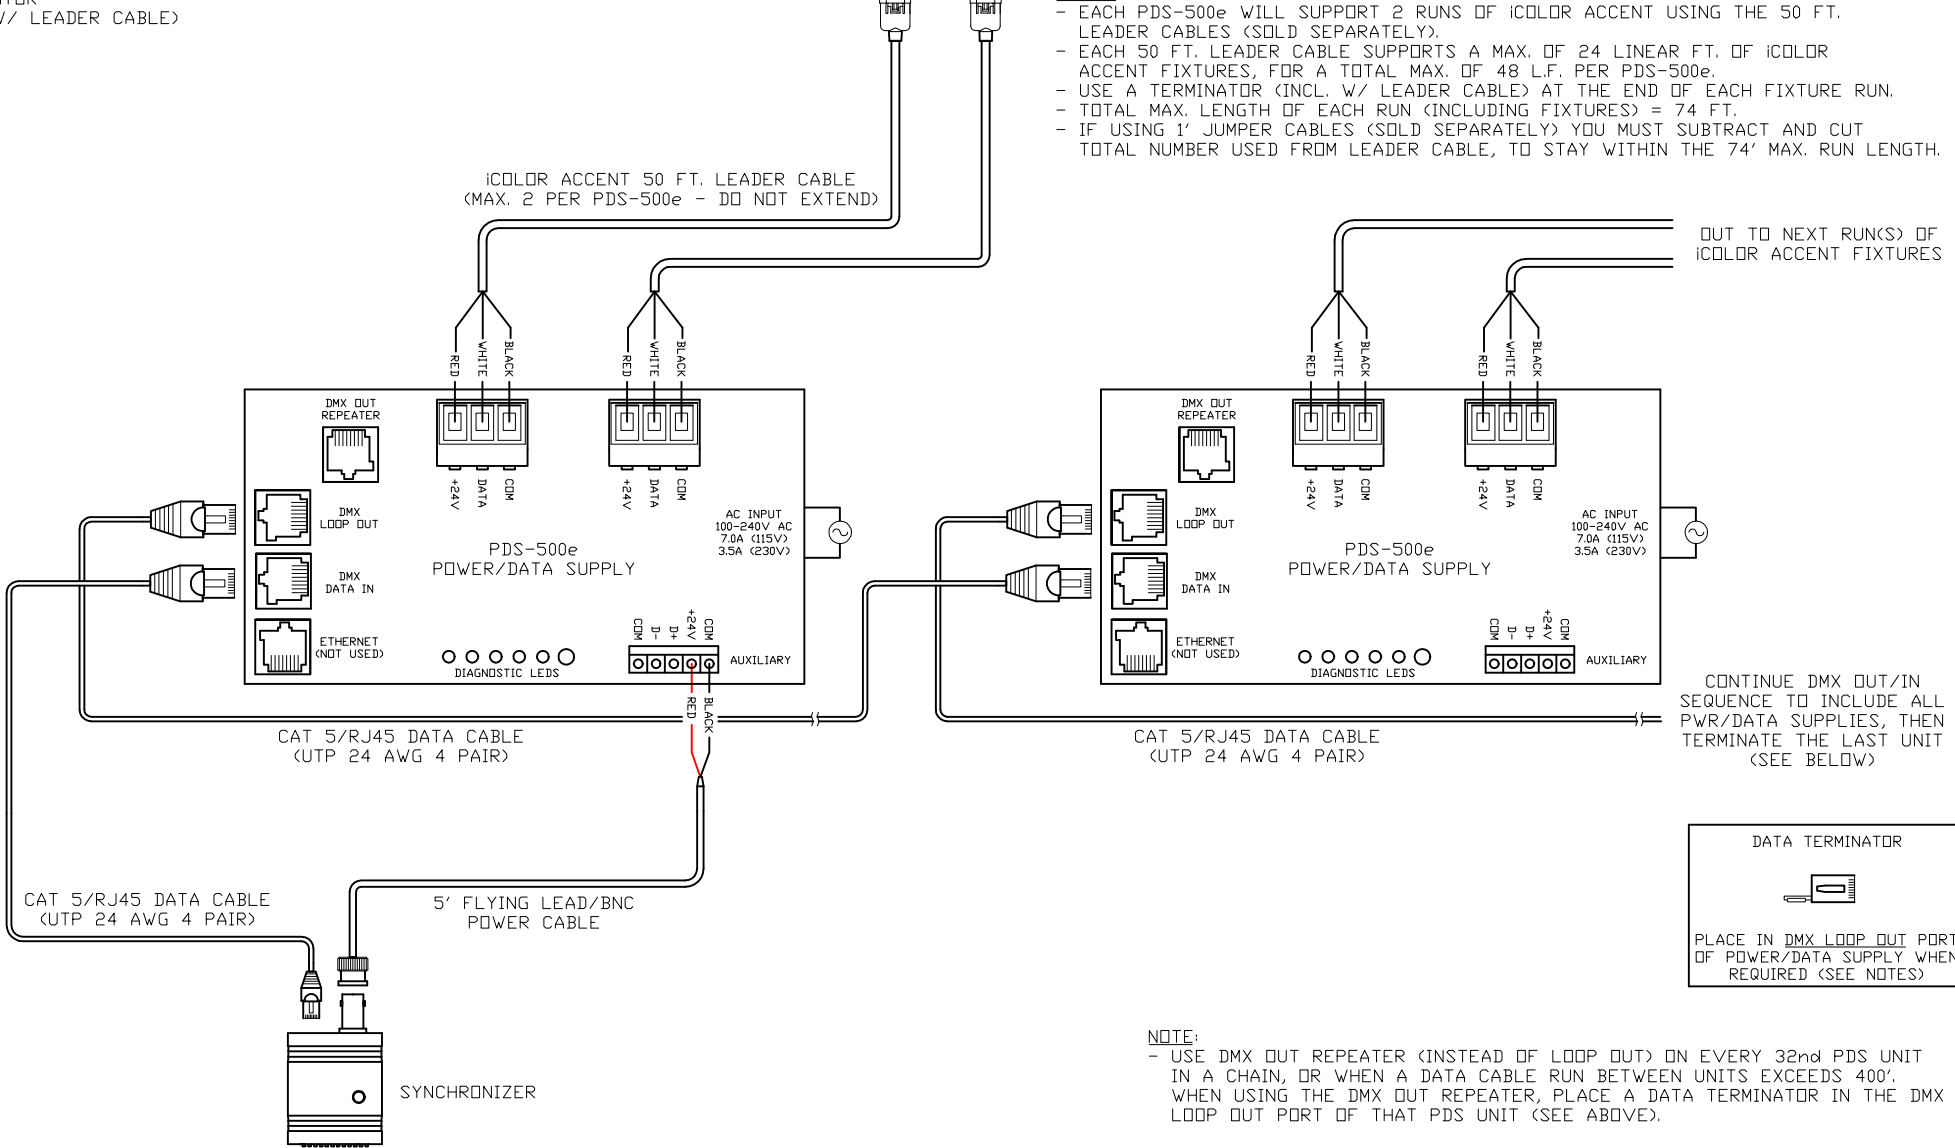 W/ LEADER CABLE)
- EACH PDS-500e WILL SUPPORT 2 RUNS OF iCOLOR ACCENT USING THE 50 FT.
LEADER CABLES (SOLD SEPARATELY).
- EACH 50 FT. LEADER CABLE SUPPORTS A MAX. OF 24 LINEAR FT. OF iCOLOR
ACCENT FIXTURES, FOR A TOTAL MAX. OF 48 L.F. PER PDS-500e.
- USE A TERMINATOR (INCL. W/ LEADER CABLE) AT THE END OF EACH FIXTURE RUN.
- TOTAL MAX. LENGTH OF EACH RUN (INCLUDING FIXTURES) = 74 FT.
- IF USING 1' JUMPER CABLES (SOLD SEPARATELY) YOU MUST SUBTRACT AND CUT
TOTAL NUMBER USED FROM LEADER CABLE, TO STAY WITHIN THE 74' MAX. RUN LENGTH.
iCOLOR ACCENT 50 FT. LEADER CABLE
(MAX. 2 PER PDS-500e - DO NOT EXTEND)
OUT TO NEXT RUN(S) OF
iCOLOR ACCENT FIXTURES
RED
WHITE
BLACK
RED
WHITE
BLACK
RED
WHITE
BLACK
RED
WHITE
BLACK
DMX OUT
REPEATER
+24V
DATA
COM
+24V
DATA
COM
DMX
LOOP OUT
AC INPUT
100-240V AC
7.0A (115V)
3.5A (230V)
PDS-500e
POWER/DATA SUPPLY
DMX
DATA IN
ETHERNET
(NOT USED)
DIAGNOSTIC LEDS
COM
D-
D+
+24V
COM
AUXILIARY
RED
BLACK
DMX OUT
REPEATER
+24V
DATA
COM
+24V
DATA
COM
DMX
LOOP OUT
AC INPUT
100-240V AC
7.0A (115V)
3.5A (230V)
PDS-500e
POWER/DATA SUPPLY
DMX
DATA IN
ETHERNET
(NOT USED)
DIAGNOSTIC LEDS
COM
D-
D+
+24V
COM
AUXILIARY
CAT 5/RJ45 DATA CABLE
(UTP 24 AWG 4 PAIR)
CAT 5/RJ45 DATA CABLE
(UTP 24 AWG 4 PAIR)
CONTINUE DMX OUT/IN
SEQUENCE TO INCLUDE ALL
PWR/DATA SUPPLIES, THEN
TERMINATE THE LAST UNIT
(SEE BELOW)
DATA TERMINATOR
PLACE IN DMX LOOP OUT PORT
OF POWER/DATA SUPPLY WHEN
REQUIRED (SEE NOTES)
CAT 5/RJ45 DATA CABLE
(UTP 24 AWG 4 PAIR)
5' FLYING LEAD/BNC
POWER CABLE
SYNCHRONIZER
NOTE:
- USE DMX OUT REPEATER (INSTEAD OF LOOP OUT) ON EVERY 32nd PDS UNIT
IN A CHAIN, OR WHEN A DATA CABLE RUN BETWEEN UNITS EXCEEDS 400'.
WHEN USING THE DMX OUT REPEATER, PLACE A DATA TERMINATOR IN THE DMX
LOOP OUT PORT OF THAT PDS UNIT (SEE ABOVE).